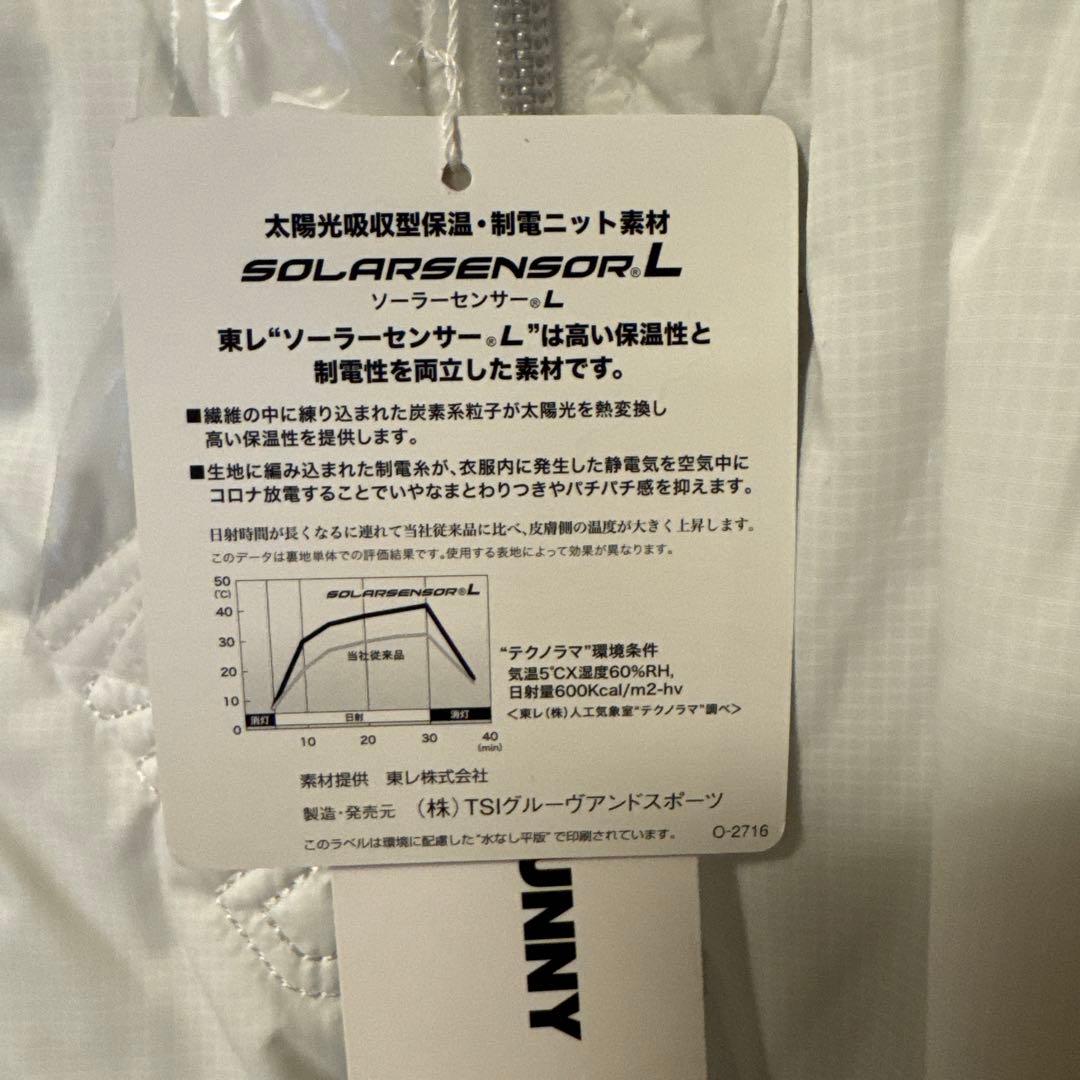 太陽光吸収型保温・制電ニット素材
SOLARSENSOR®L
ソーラーセンサー®L
東レ“ソーラーセンサー®L”は高い保温性と
制電性を両立した素材です。
■繊維の中に練り込まれた炭素系粒子が太陽光を熱変換し
高い保温性を提供します。
■生地に編み込まれた制電糸が、衣服内に発生した静電気を空気中に
コロナ放電することでいやなまとわりつきやパチパチ感を抑えます。
日射時間が長くなるに連れて当社従来品に比べ、皮膚側の温度が大きく上昇します。
このデータは裏地単体での評価結果です。使用する表地によって効果が異なります。
50
(℃)
40
30
20
10
0
SOLARSENSOR®L
当社従来品
消灯 日射 消灯
10 20 30 40
(min)
“テクノラマ”環境条件
気温5℃X湿度60%RH,
日射量600Kcal/m2-hv
<東レ(株)人工気象室“テクノラマ”調べ>
素材提供 東レ株式会社
製造・発売元 (株)TSIグルーヴアンドスポーツ
このラベルは環境に配慮した“水なし平版”で印刷されています。 O-2716
UNNY